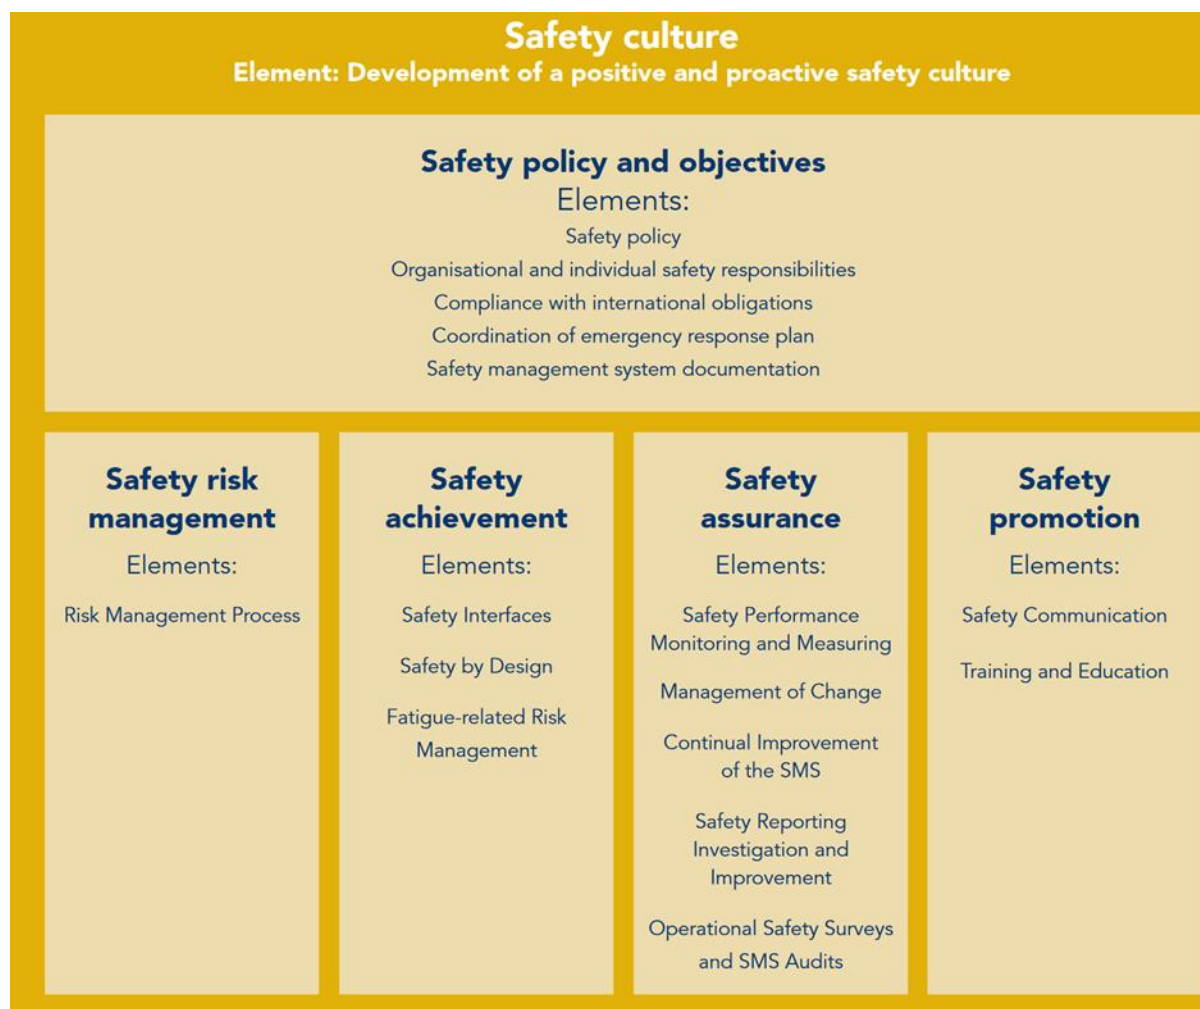 Safety culture
Element: Development of a positive and proactive safety culture
Safety policy and objectives
Elements:
Safety policy
Organisational and individual safety responsibilities
Compliance with international obligations
Coordination of emergency response plan
Safety management system documentation
Safety risk
management
Elements:
Risk Management Process
Safety
achievement
Elements:
Safety Interfaces
Safety by Design
Fatigue-related Risk
Management
Safety
assurance
Elements:
Safety Performance
Monitoring and Measuring
Management of Change
Continual Improvement
of the SMS
Safety Reporting
Investigation and
Improvement
Operational Safety Surveys
and SMS Audits
Safety
promotion
Elements:
Safety Communication
Training and Education